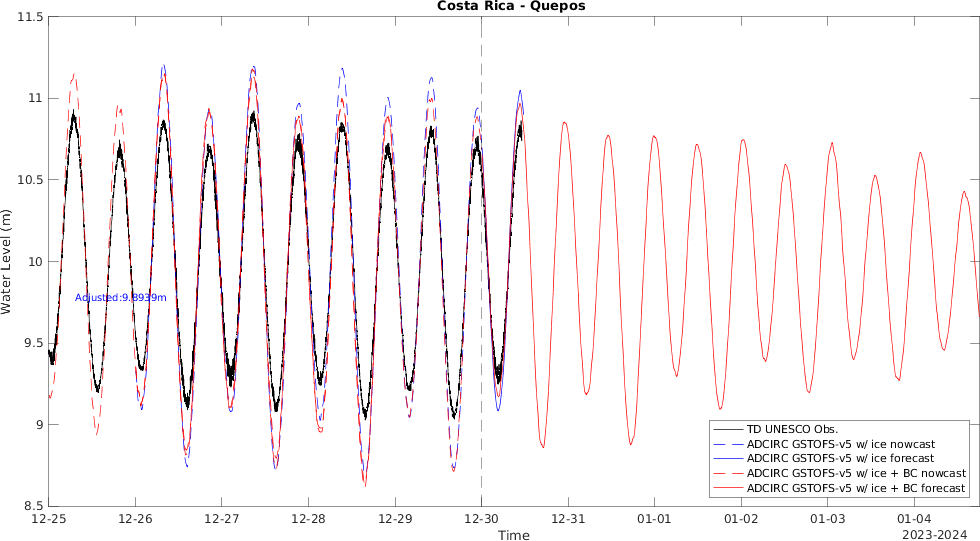 Costa Rica - Quepos
11.5
11
10.5
10
9.5
9
8.5
Water Level (m)
Adjusted:9.8939m
TD UNESCO Obs.
ADCIRC GSTOFS-v5 w/ ice nowcast
ADCIRC GSTOFS-v5 w/ ice forecast
ADCIRC GSTOFS-v5 w/ ice + BC nowcast
ADCIRC GSTOFS-v5 w/ ice + BC forecast
12-25 12-26 12-27 12-28 12-29 12-30 12-31 01-01 01-02 01-03 01-04
Time
2023-2024